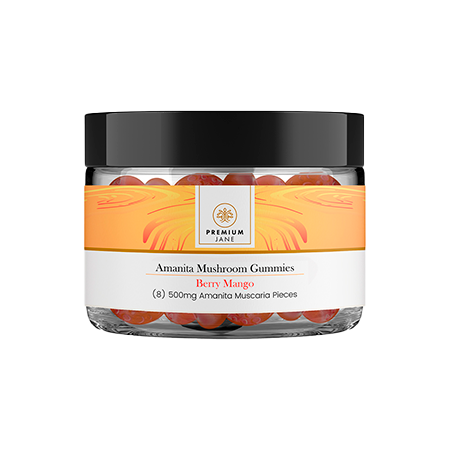 PREMIUM
JANE
Amanita Mushroom Gummies
Berry Mango
(8) 500mg Amanita Muscaria Pieces